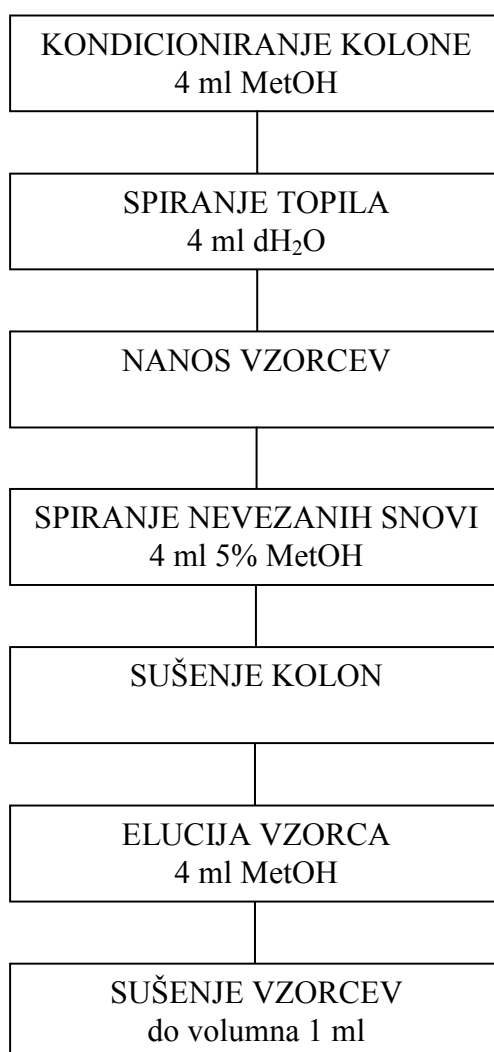 KONDICIONIRANJE KOLONE
4 ml MetOH
SPIRANJE TOPILA
4 ml dH₂O
NANOS VZORCEV
SPIRANJE NEVEZANIH SNOVI
4 ml 5% MetOH
SUŠENJE KOLON
ELUCIJA VZORCA
4 ml MetOH
SUŠENJE VZORCEV
do volumna 1 ml